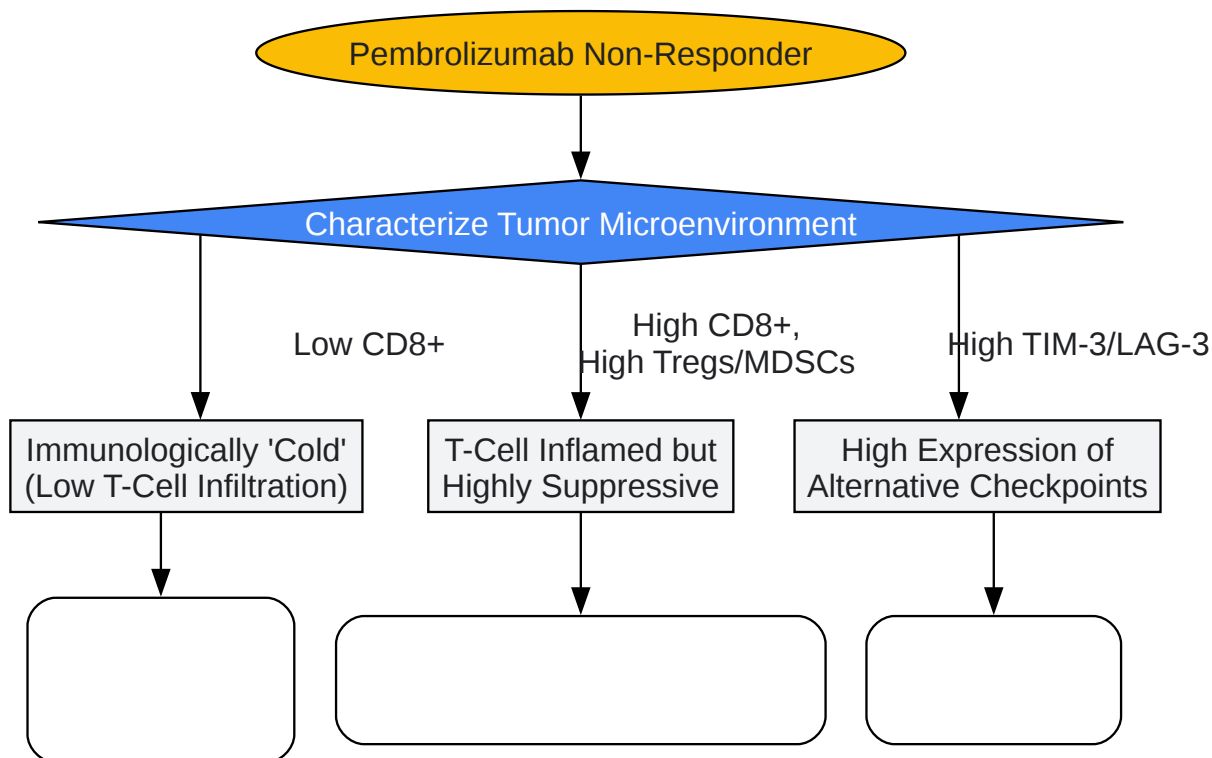 Pembrolizumab Non-Responder
Characterize Tumor Microenvironment
Low CD8+
High CD8+,
High Tregs/MDSCs
High TIM-3/LAG-3
Immunologically 'Cold'
(Low T-Cell Infiltration)
T-Cell Inflamed but
Highly Suppressive
High Expression of
Alternative Checkpoints